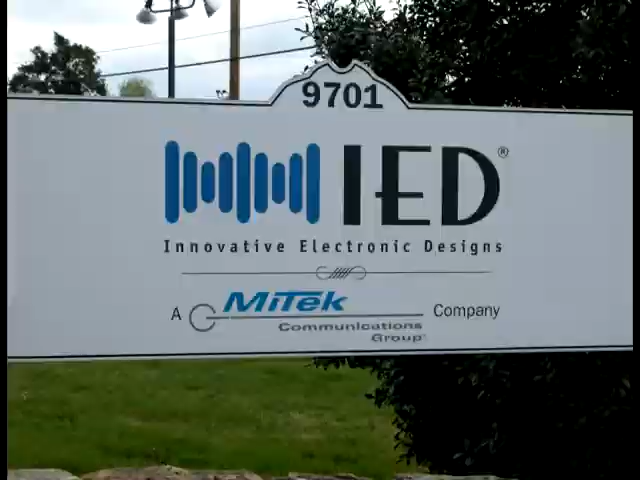 9701
IED®
Innovative Electronic Designs
A MiTek Company
Communications
Group